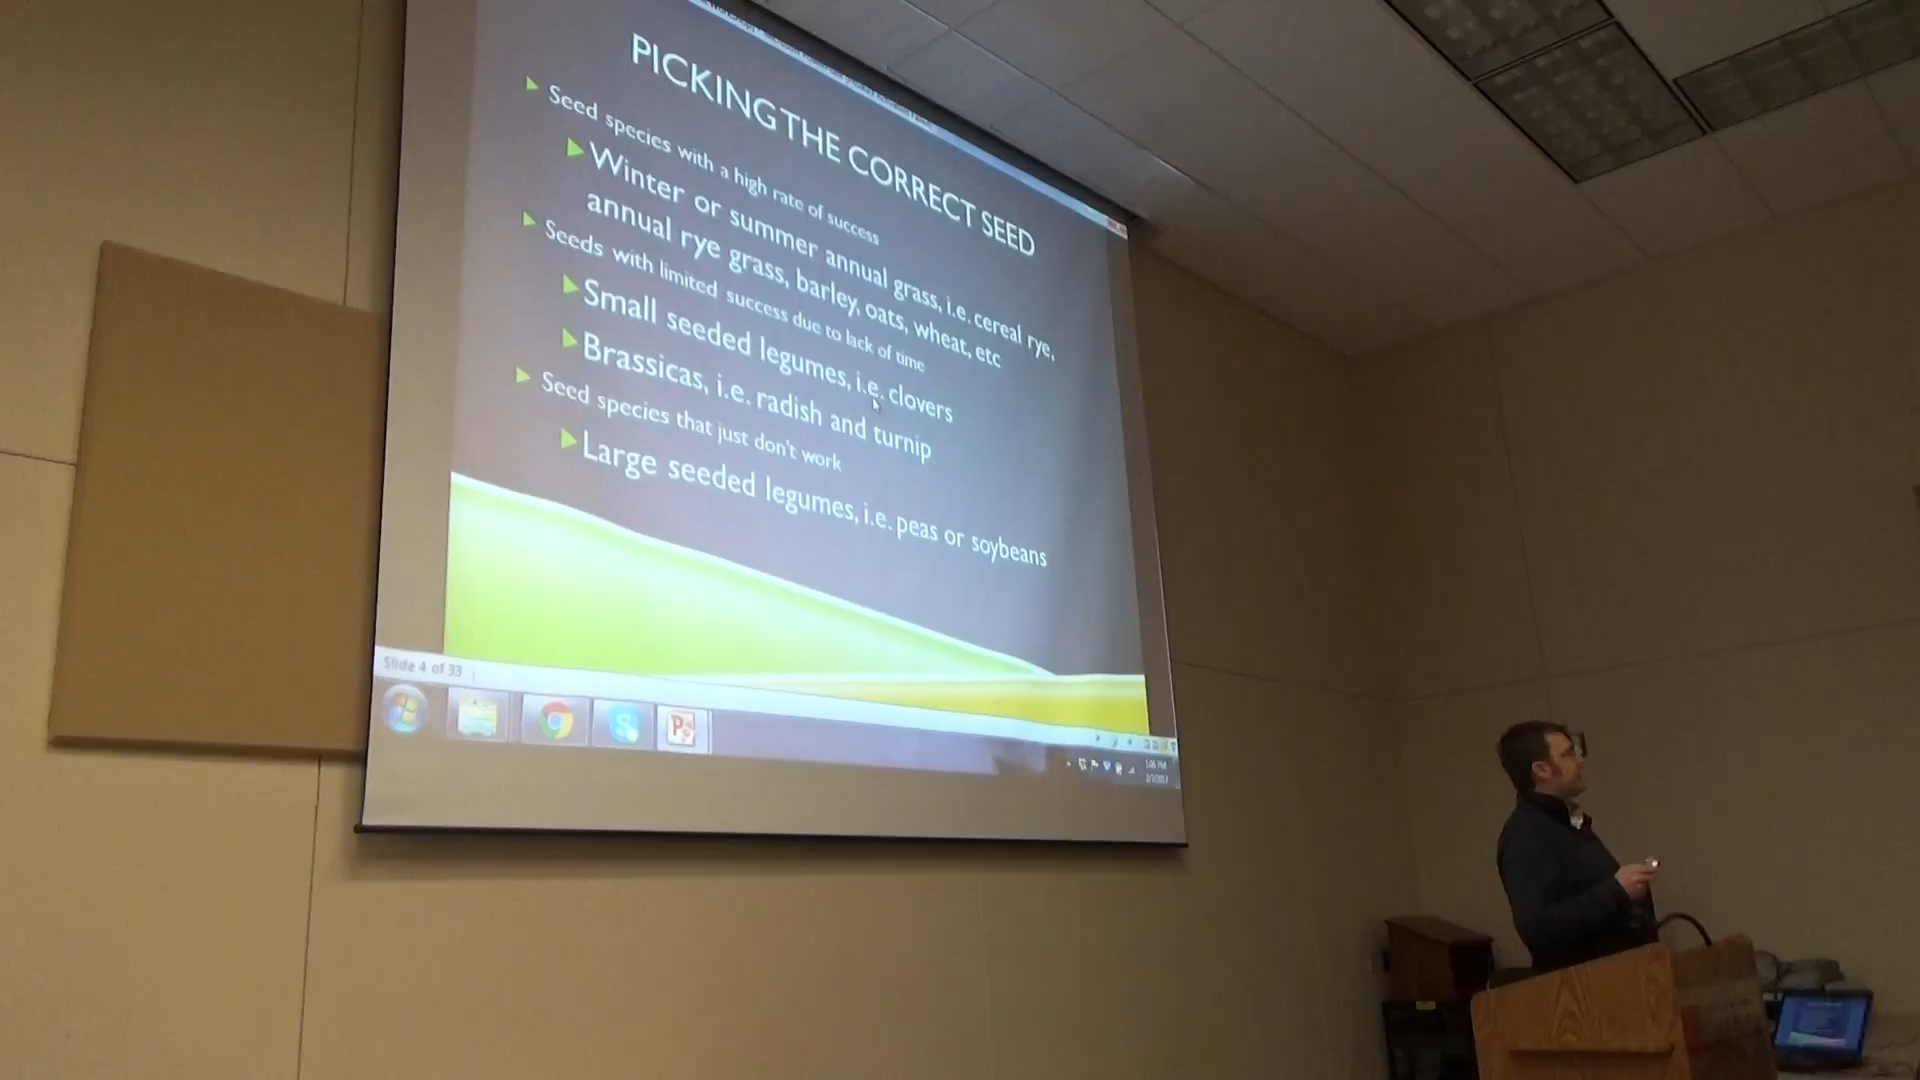 PICKING THE CORRECT SEED
Seed species with a high rate of success
Winter or summer annual grass, i.e. cereal rye,
annual rye grass, barley, oats, wheat, etc
Seeds with limited success due to lack of time
Small seeded legumes, i.e. clovers
Brassicas, i.e. radish and turnip
Seed species that just don't work
Large seeded legumes, i.e. peas or soybeans
Slide 4 of 33